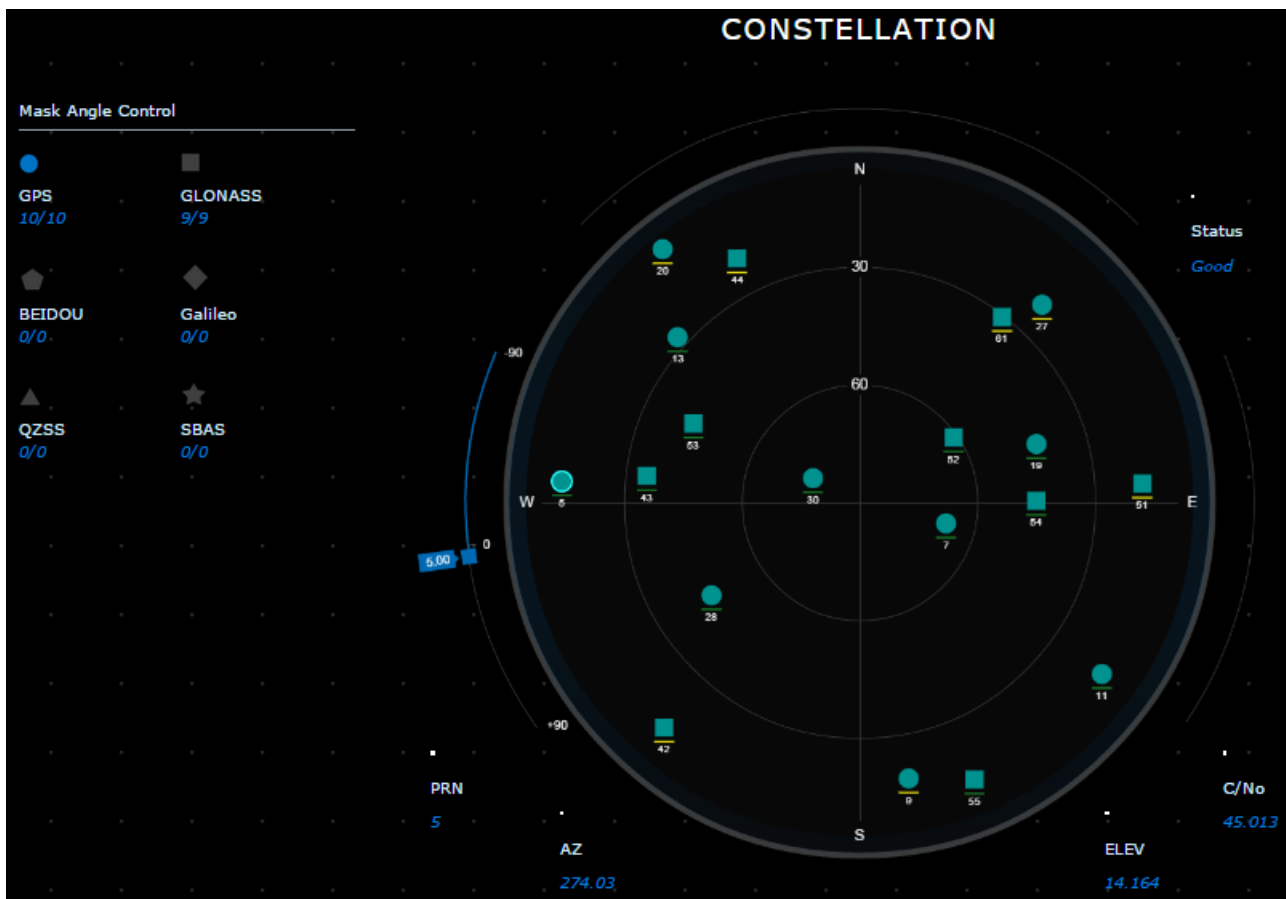 CONSTELLATION
Mask Angle Control
GPS
10/10
GLONASS
9/9
BEIDOU
0/0
Galileo
0/0
QZSS
0/0
SBAS
0/0
Status
Good
N
30
60
W
E
S
-90
0
5.00
+90
20
44
61
27
13
53
52
19
5
43
30
54
51
7
28
11
42
9
55
PRN
5
AZ
274.03
ELEV
14.164
C/No
45.013